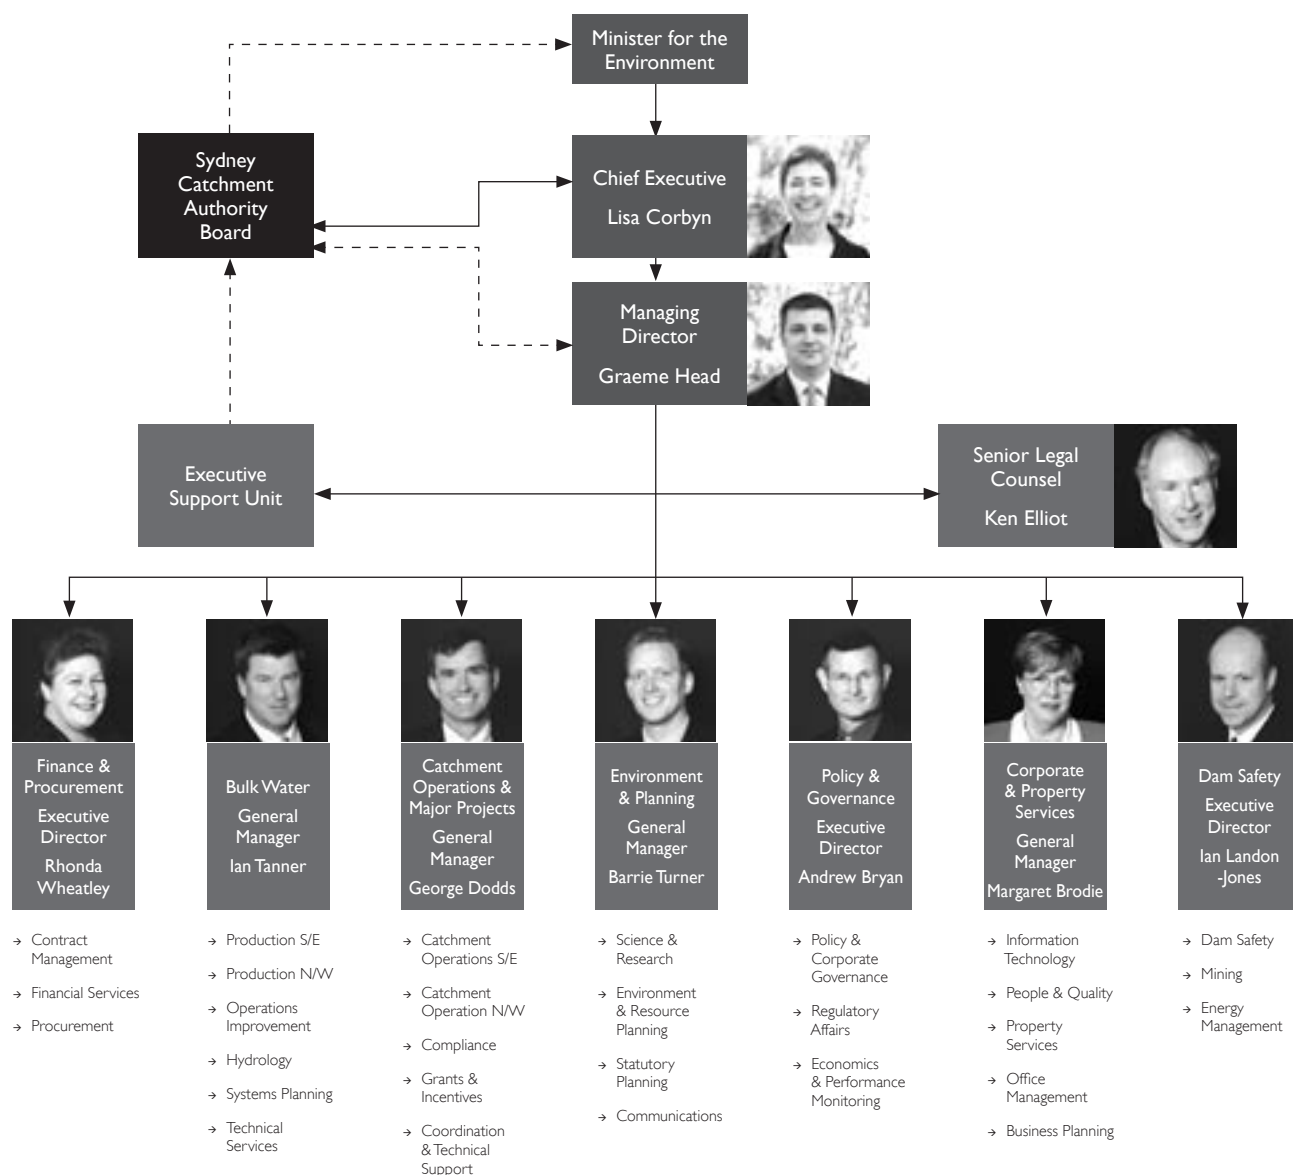 Minister for the
Environment
Sydney
Catchment
Authority
Board
Chief Executive
Lisa Corbyn
Managing
Director
Graeme Head
Executive
Support Unit
Senior Legal
Counsel
Ken Elliot
Finance &
Procurement
Executive
Director
Rhonda
Wheatley
→ Contract
Management
→ Financial Services
→ Procurement
Bulk Water
General
Manager
Ian Tanner
→ Production S/E
→ Production N/W
→ Operations
Improvement
→ Hydrology
→ Systems Planning
→ Technical
Services
Catchment
Operations &
Major Projects
General
Manager
George Dodds
→ Catchment
Operations S/E
→ Catchment
Operation N/W
→ Compliance
→ Grants &
Incentives
→ Coordination
& Technical
Support
Environment
& Planning
General
Manager
Barrie Turner
→ Science &
Research
→ Environment
& Resource
Planning
→ Statutory
Planning
→ Communications
Policy &
Governance
Executive
Director
Andrew Bryan
→ Policy &
Corporate
Governance
→ Regulatory
Affairs
→ Economics
& Performance
Monitoring
Corporate
& Property
Services
General
Manager
Margaret Brodie
→ Information
Technology
→ People & Quality
→ Property
Services
→ Office
Management
→ Business Planning
Dam Safety
Executive
Director
Ian Landon
-Jones
→ Dam Safety
→ Mining
→ Energy
Management